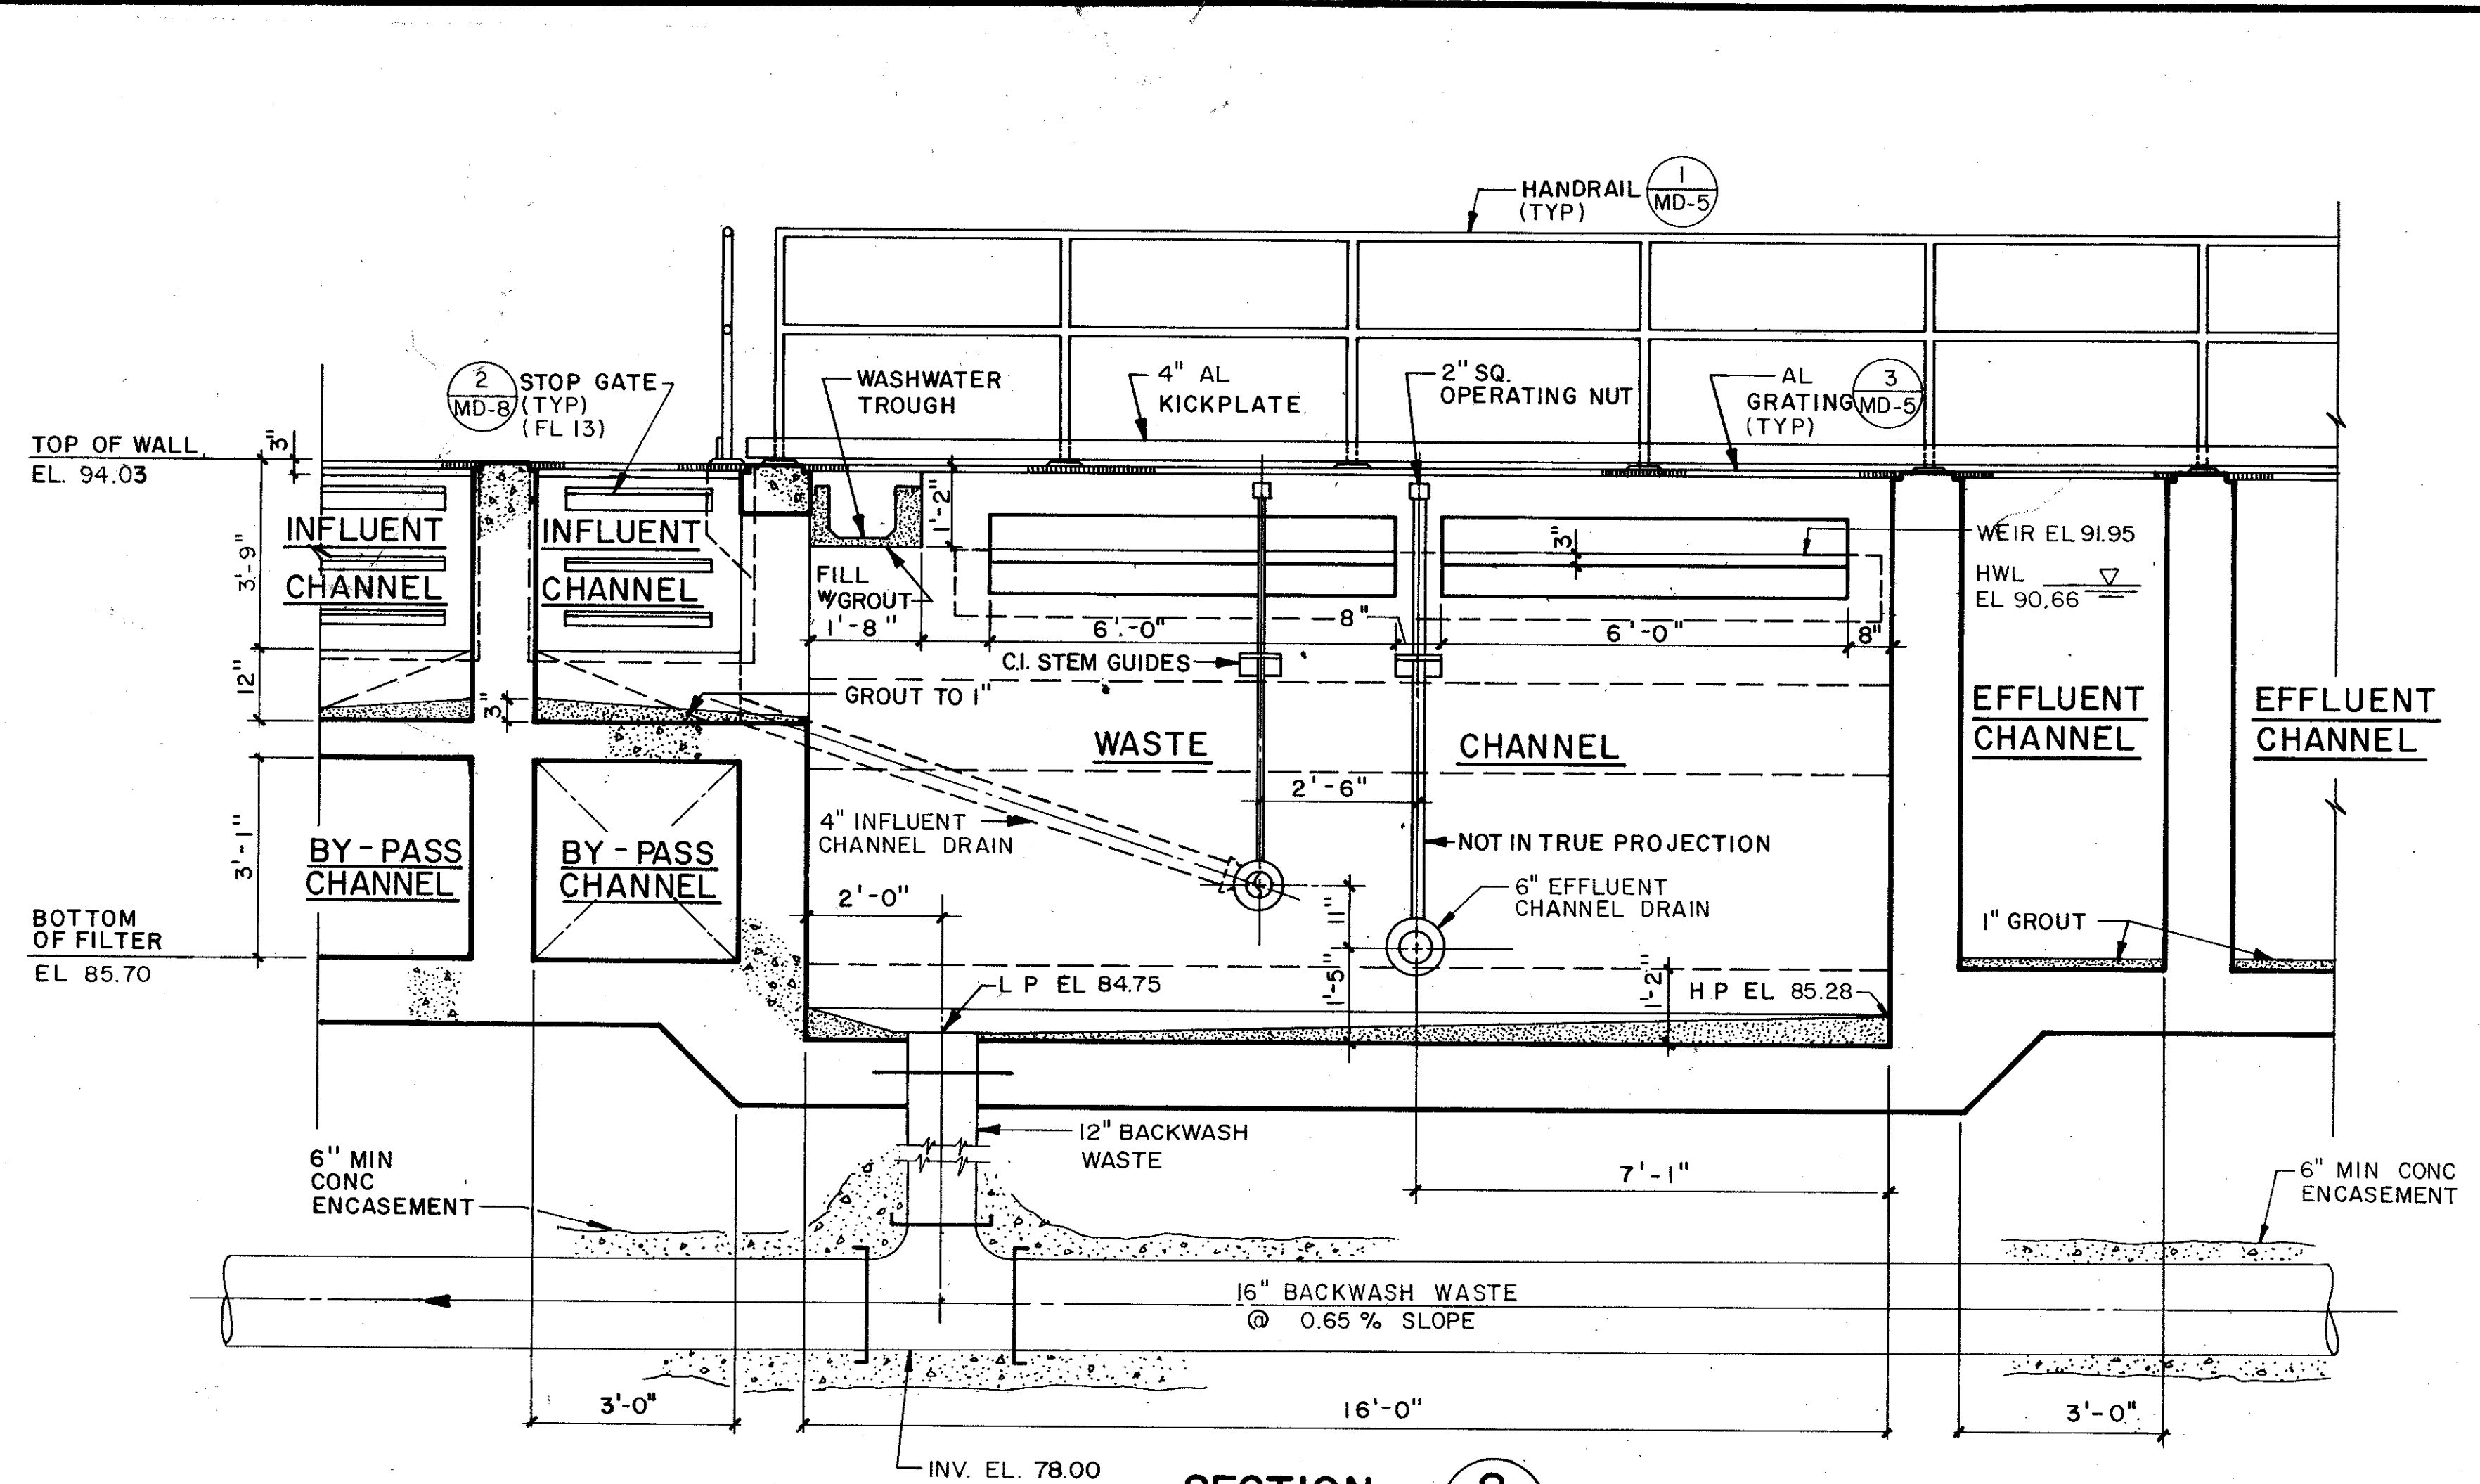 HANDRAIL
(TYP)
1
MD-5
2
MD-8
STOP GATE
(TYP)
(FL 13)
WASHWATER
TROUGH
4" AL
KICKPLATE
2" SQ.
OPERATING NUT
AL
GRATING
(TYP)
3
MD-5
TOP OF WALL
EL. 94.03
3"
3'-9"
12"
3'-1"
INFLUENT
CHANNEL
INFLUENT
CHANNEL
1'-2"
FILL
W/GROUT
1'-8"
6'-0"
8"
3"
6'-0"
8"
WEIR EL 91.95
HWL
EL 90.66
C.I. STEM GUIDES
3"
GROUT TO 1"
WASTE
CHANNEL
EFFLUENT
CHANNEL
EFFLUENT
CHANNEL
2'-6"
4" INFLUENT
CHANNEL DRAIN
NOT IN TRUE PROJECTION
BY-PASS
CHANNEL
BY-PASS
CHANNEL
2'-0"
11"
6" EFFLUENT
CHANNEL DRAIN
BOTTOM
OF FILTER
EL 85.70
1" GROUT
L P EL 84.75
1'-5"
1'-2"
H P EL 85.28
12" BACKWASH
WASTE
6" MIN
CONC
ENCASEMENT
7'-1"
6" MIN CONC
ENCASEMENT
16" BACKWASH WASTE
@ 0.65 % SLOPE
3'-0"
16'-0"
3'-0"
INV. EL. 78.00
SECTION